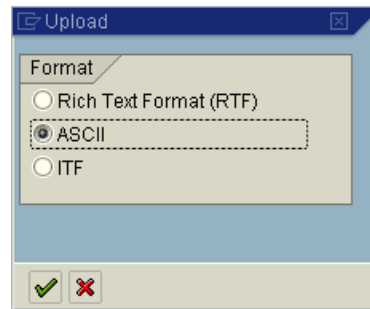 Upload
Format
Rich Text Format (RTF)
ASCII
ITF